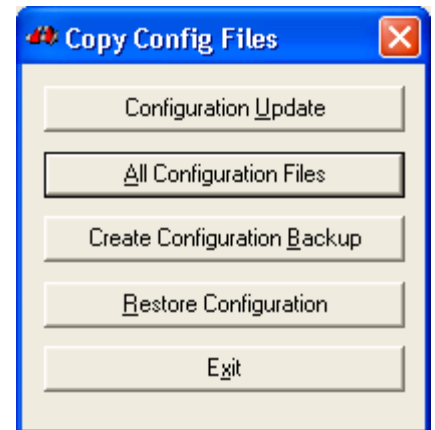 Copy Config Files
Configuration Update
All Configuration Files
Create Configuration Backup
Restore Configuration
Exit